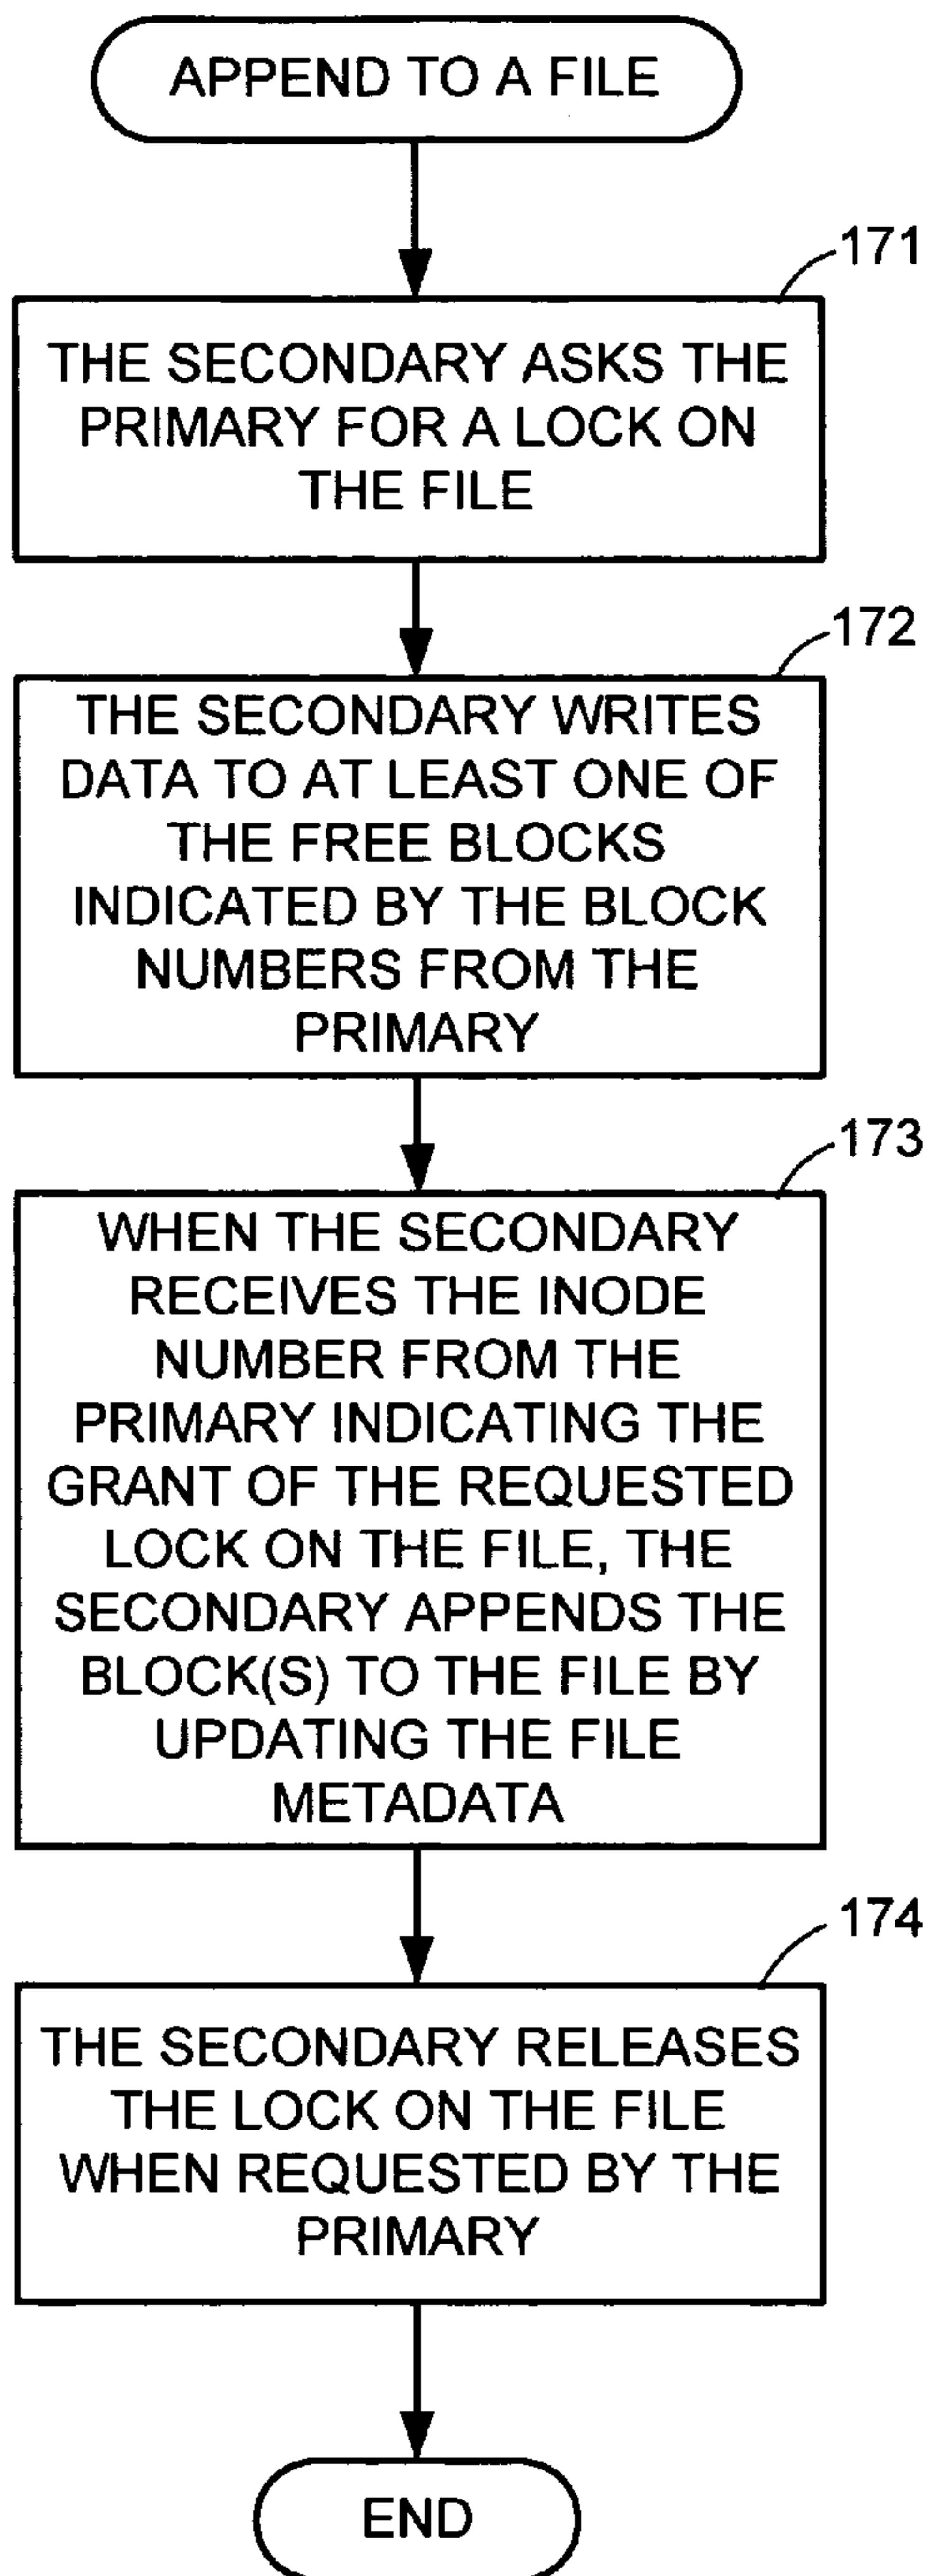 APPEND TO A FILE
171
THE SECONDARY ASKS THE
PRIMARY FOR A LOCK ON
THE FILE
172
THE SECONDARY WRITES
DATA TO AT LEAST ONE OF
THE FREE BLOCKS
INDICATED BY THE BLOCK
NUMBERS FROM THE
PRIMARY
173
WHEN THE SECONDARY
RECEIVES THE INODE
NUMBER FROM THE
PRIMARY INDICATING THE
GRANT OF THE REQUESTED
LOCK ON THE FILE, THE
SECONDARY APPENDS THE
BLOCK(S) TO THE FILE BY
UPDATING THE FILE
METADATA
174
THE SECONDARY RELEASES
THE LOCK ON THE FILE
WHEN REQUESTED BY THE
PRIMARY
END